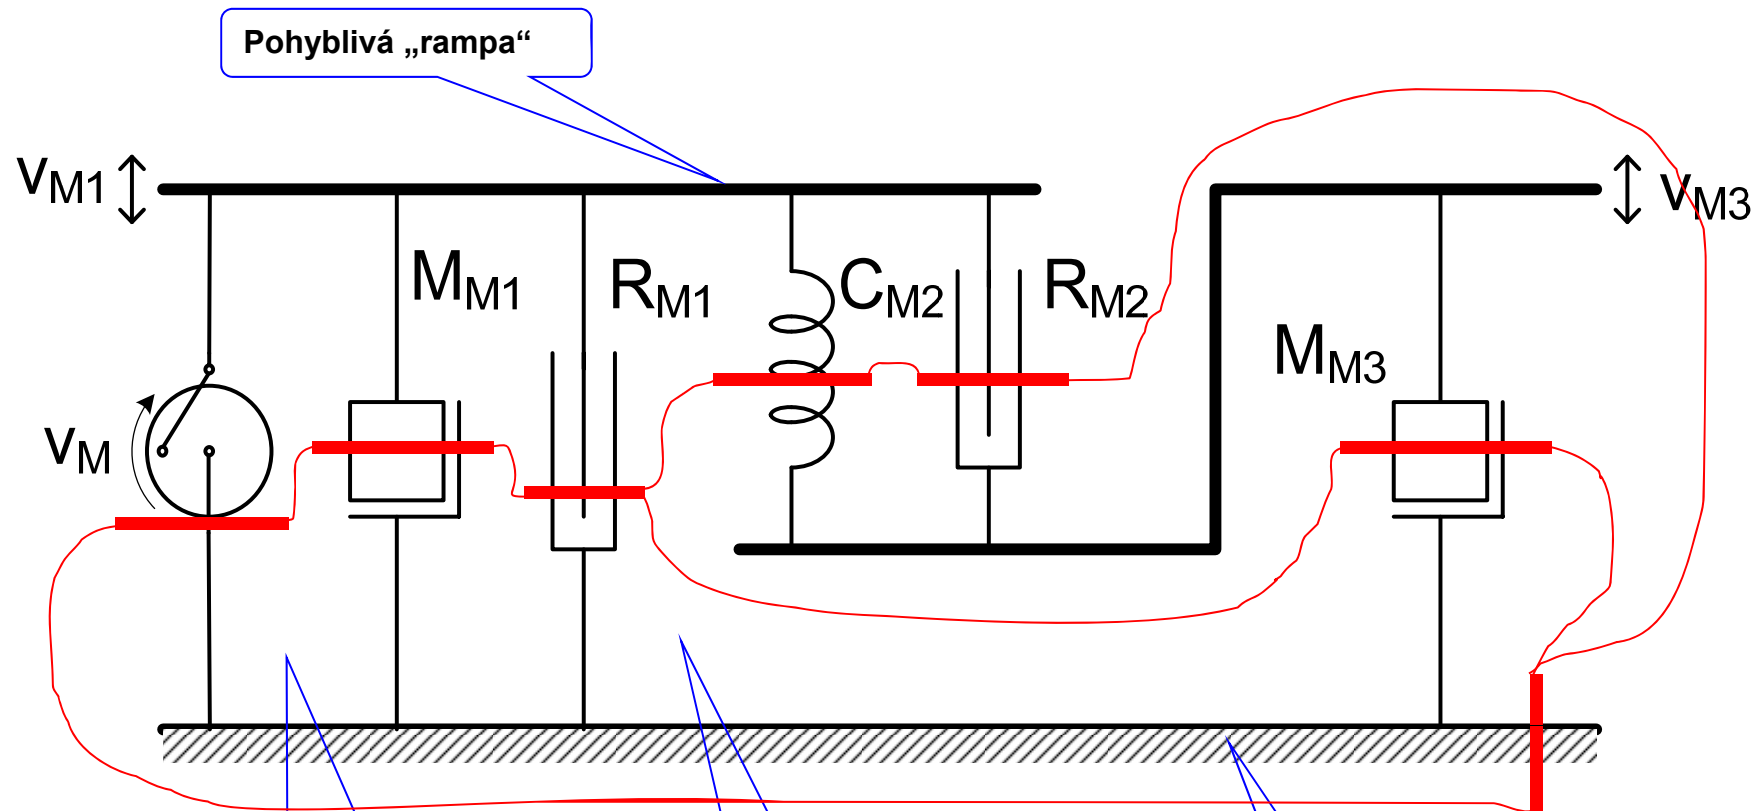 Pohyblivá „rampa“
vM1
vM3
MM1
RM1
CM2
RM2
MM3
vM